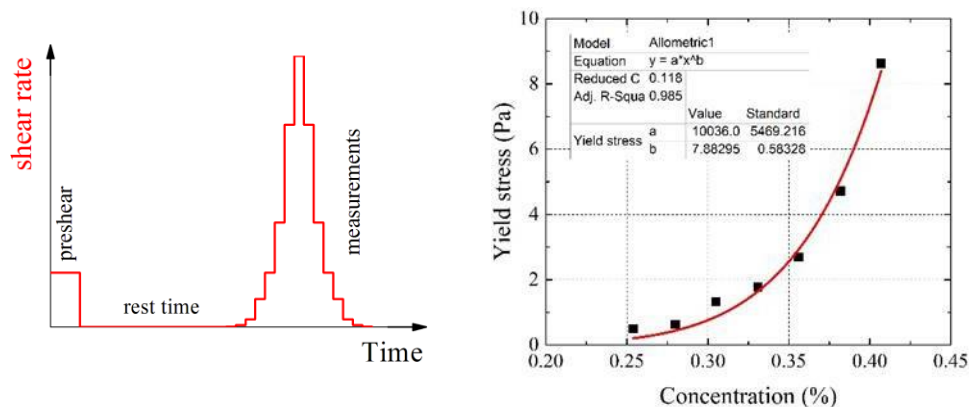 shear rate
preshear
rest time
measurements
Time
Yield stress (Pa)
10
8
6
4
2
0
Model Allometric1
Equation y = a*x^b
Reduced C 0.118
Adj. R-Squa 0.985
Value Standard
Yield stress a 10036.0 5469.216
b 7.88295 0.58328
0.20 0.25 0.30 0.35 0.40 0.45
Concentration (%)